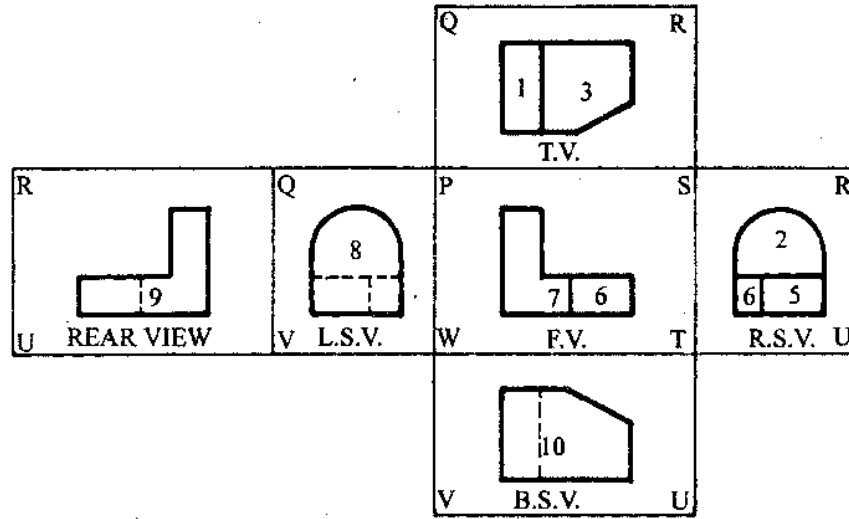 Q R
1 3
T.V.
R Q P S R
8 2
9 7 6 6 5
U REAR VIEW V L.S.V. W F.V. T R.S.V. U
10
V B.S.V. U